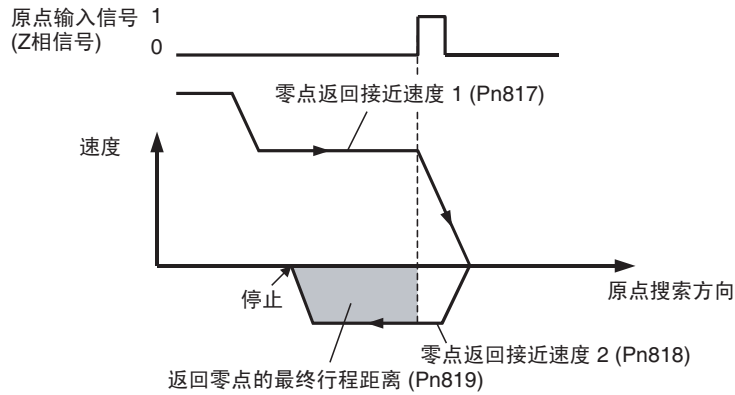 原点输入信号 1
(Z相信号) 0
零点返回接近速度 1 (Pn817)
速度
停止
原点搜索方向
零点返回接近速度 2 (Pn818)
返回零点的最终行程距离 (Pn819)